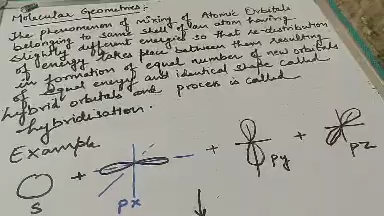 Molecular Geometries:-
The phenomenon of mixing of Atomic Orbitals
belonging to same shell of an atom having
slightly different energies so that re-distribution
of energy takes place between them resulting
in formation of equal number of new orbitals
of equal energy and identical shape called
hybrid orbitals and process is called
hybridisation.
Example
+ + +
s px py pz